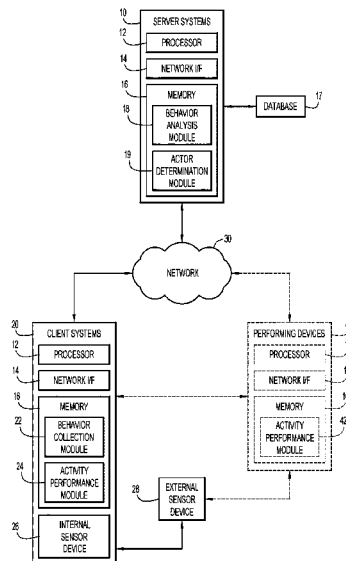 10
SERVER SYSTEMS
12
PROCESSOR
14
NETWORK I/F
16
MEMORY
18
BEHAVIOR
ANALYSIS
MODULE
19
ACTOR
DETERMINATION
MODULE
DATABASE
17
30
NETWORK
20
CLIENT SYSTEMS
12
PROCESSOR
14
NETWORK I/F
16
MEMORY
22
BEHAVIOR
COLLECTION
MODULE
24
ACTIVITY
PERFORMANCE
MODULE
26
INTERNAL
SENSOR
DEVICE
28
EXTERNAL
SENSOR
DEVICE
PERFORMING DEVICES
PROCESSOR
NETWORK I/F
MEMORY
ACTIVITY
PERFORMANCE
MODULE
42